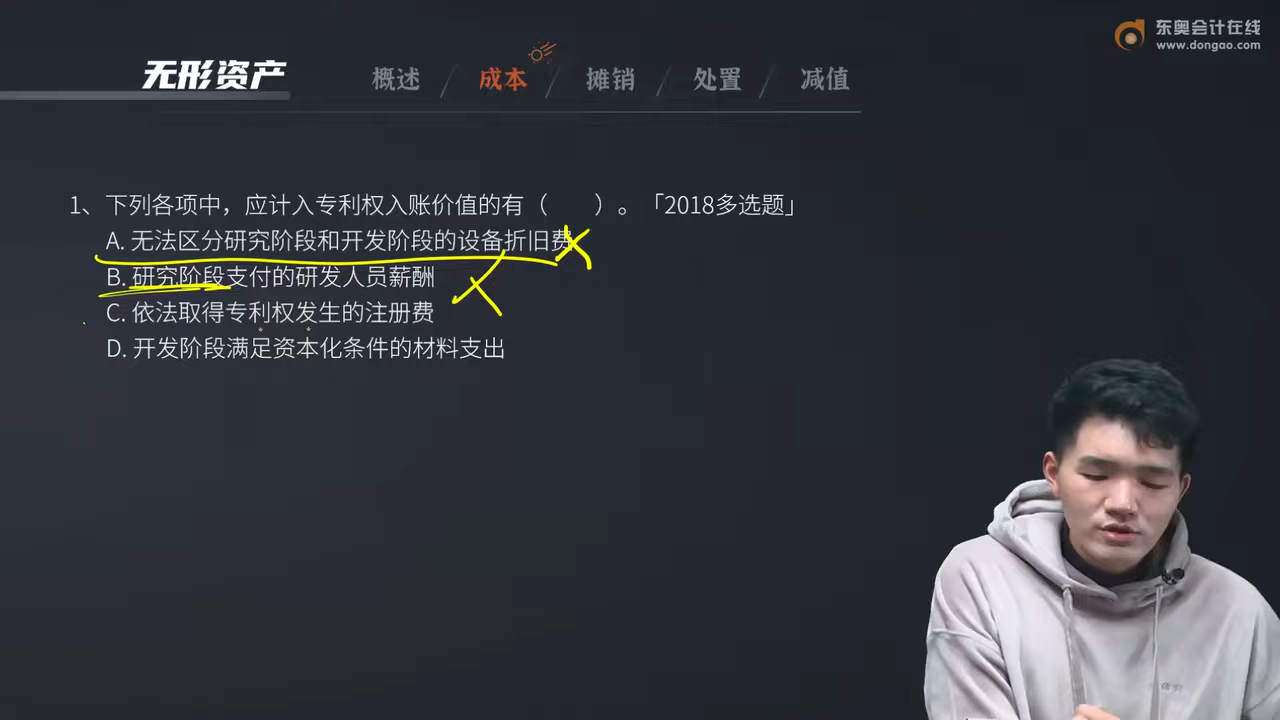 东奥会计在线
www.dongao.com
无形资产
概述 / 成本 / 摊销 / 处置 / 减值
1、下列各项中，应计入专利权入账价值的有（　　）。「2018多选题」
A. 无法区分研究阶段和开发阶段的设备折旧费
B. 研究阶段支付的研发人员薪酬
C. 依法取得专利权发生的注册费
D. 开发阶段满足资本化条件的材料支出